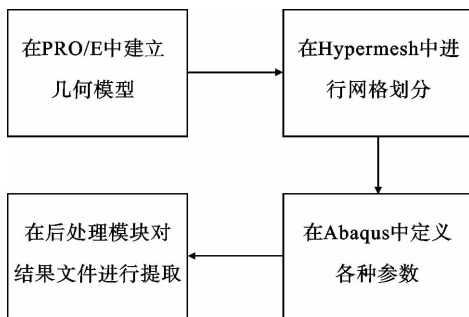 在PRO/E中建立
几何模型
在Hypermesh中进
行网格划分
在Abaqus中定义
各种参数
在后处理模块对
结果文件进行提取